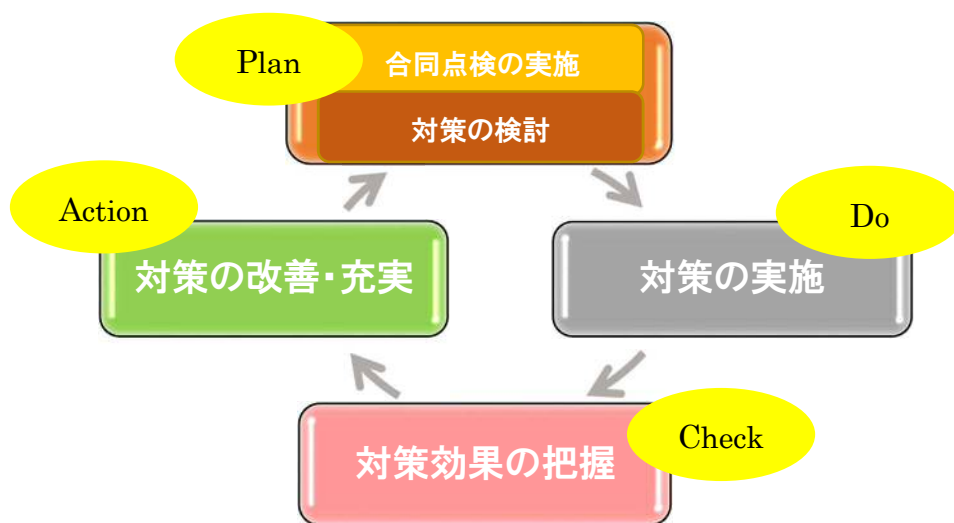 Plan
合同点検の実施
対策の検討
Action
Do
対策の改善・充実
対策の実施
対策効果の把握
Check